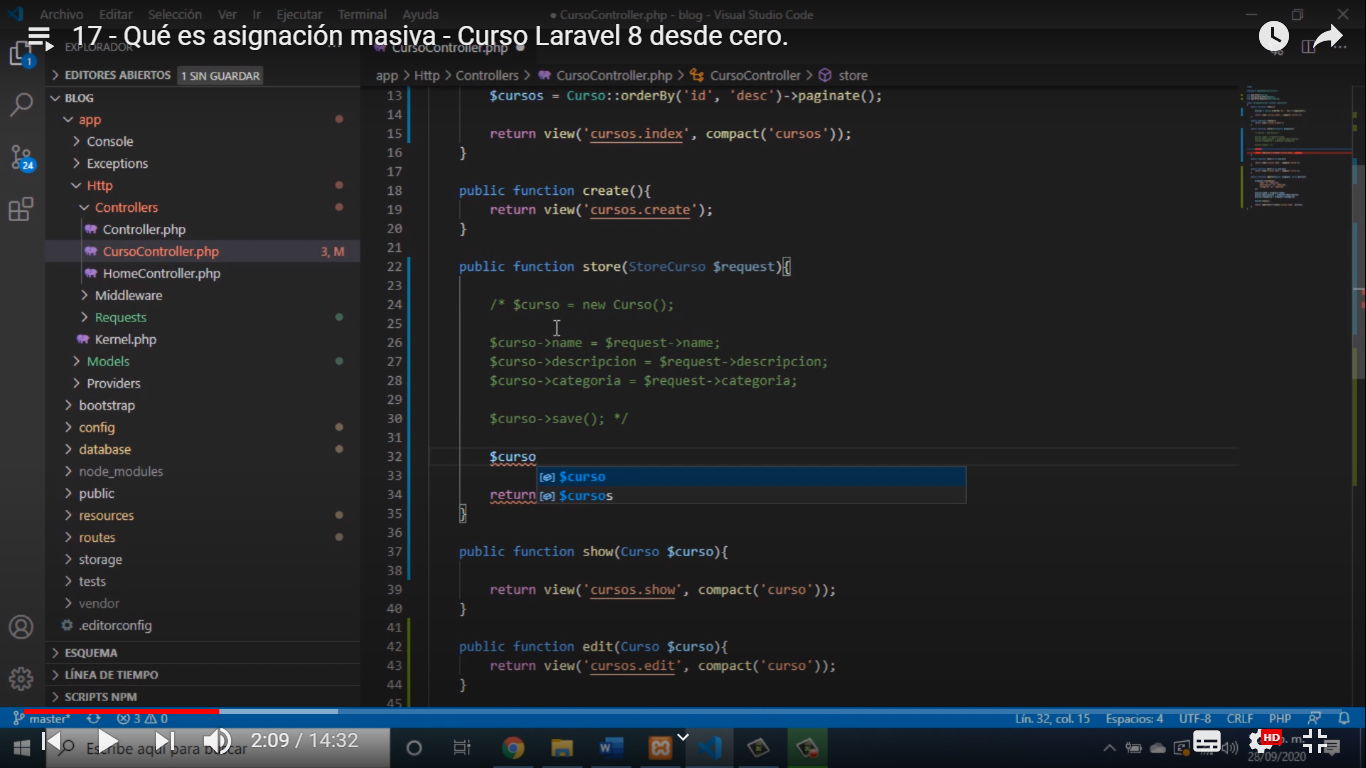 Archivo Editar Selección Ver Ir Ejecutar Terminal Ayuda
● CursoController.php - blog - Visual Studio Code
17 - Qué es asignación masiva - Curso Laravel 8 desde cero.
EXPLORADOR
CursoController.php ●
EDITORES ABIERTOS 1 SIN GUARDAR
app > Http > Controllers > CursoController.php > CursoController > store
BLOG
app
Console
Exceptions
Http
Controllers
Controller.php
CursoController.php 3, M
HomeController.php
Middleware
Requests
Kernel.php
Models
Providers
bootstrap
config
database
node_modules
public
resources
routes
storage
tests
vendor
.editorconfig
ESQUEMA
LÍNEA DE TIEMPO
SCRIPTS NPM
1
24
13 $cursos = Curso::orderBy('id', 'desc')->paginate();
14
15 return view('cursos.index', compact('cursos'));
16 }
17
18 public function create(){
19 return view('cursos.create');
20 }
21
22 public function store(StoreCurso $request){
23
24 /* $curso = new Curso();
25
26 $curso->name = $request->name;
27 $curso->descripcion = $request->descripcion;
28 $curso->categoria = $request->categoria;
29
30 $curso->save(); */
31
32 $curso
33 $curso
34 return $cursos
35 }
36
37 public function show(Curso $curso){
38
39 return view('cursos.show', compact('curso'));
40 }
41
42 public function edit(Curso $curso){
43 return view('cursos.edit', compact('curso'));
44 }
45
master* 3 0 Lín. 32, col. 15 Espacios: 4 UTF-8 CRLF PHP
Escribe aquí para buscar
2:09 / 14:32
HD
28/09/2020